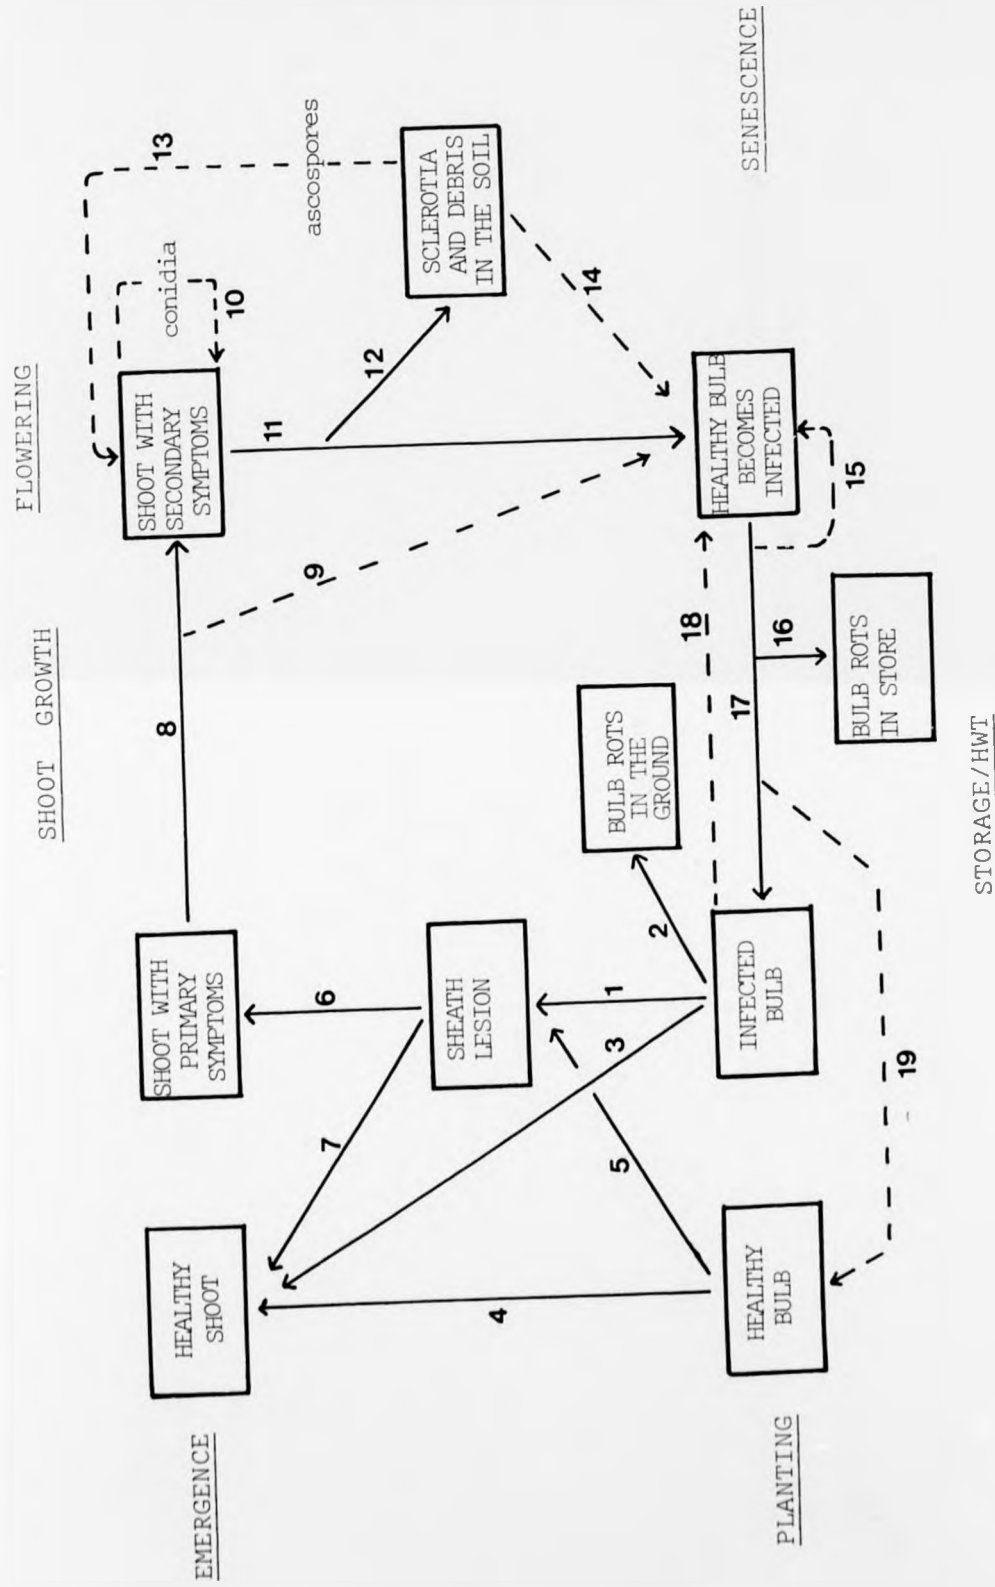 FLOWERING
SHOOT GROWTH
EMERGENCE
HEALTHY
SHOOT
SHOOT WITH
PRIMARY
SYMPTOMS
8
SHOOT WITH
SECONDARY
SYMPTOMS
conidia
10
13
ascospores
7
6
9
11
12
SCLEROTIA
AND DEBRIS
IN THE SOIL
SHEATH
LESION
4
5
3
1
2
BULB ROTS
IN THE
GROUND
14
18
HEALTHY BULB
BECOMES
INFECTED
SENESCENCE
HEALTHY
BULB
INFECTED
BULB
17
16
15
PLANTING
19
BULB ROTS
IN STORE
STORAGE/HWT